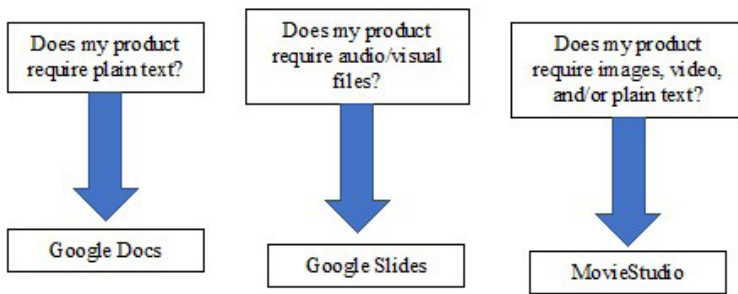 Does my product
require plain text?
Does my product
require audio/visual
files?
Does my product
require images, video,
and/or plain text?
Google Docs
Google Slides
MovieStudio